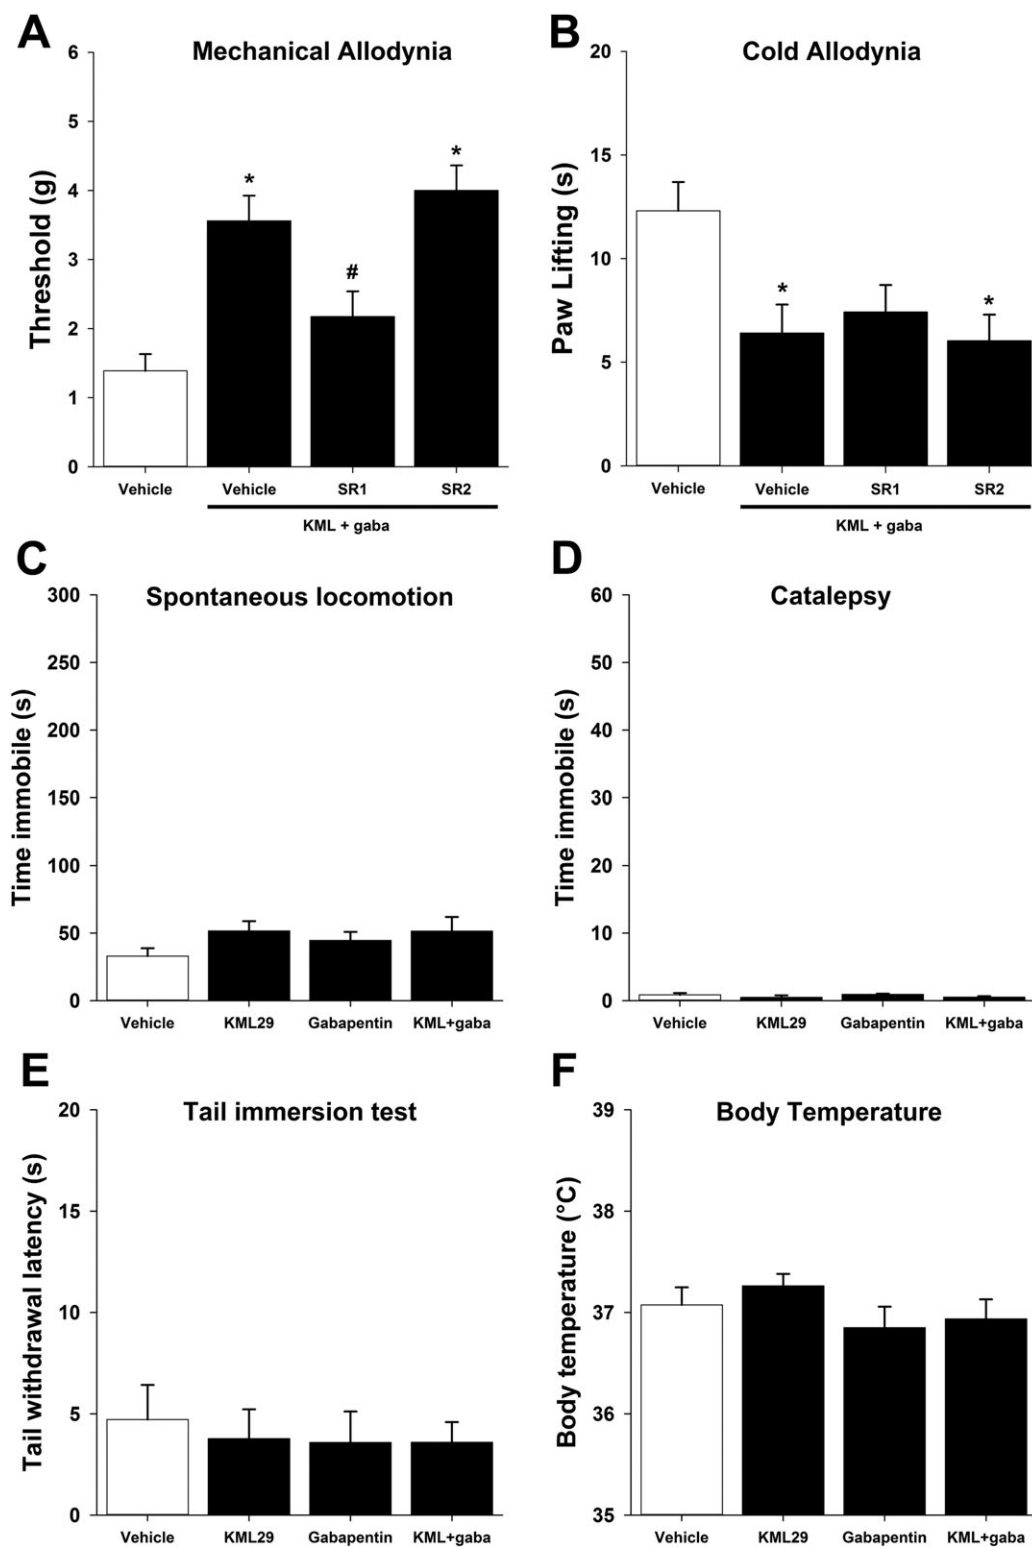 A
Mechanical Allodynia
Threshold (g)
6
5
4
3
2
1
0
*
#
*
Vehicle Vehicle SR1 SR2
KML + gaba
B
Cold Allodynia
Paw Lifting (s)
20
15
10
5
0
*
*
Vehicle Vehicle SR1 SR2
KML + gaba
C
Spontaneous locomotion
Time immobile (s)
300
250
200
150
100
50
0
Vehicle KML29 Gabapentin KML+gaba
D
Catalepsy
Time immobile (s)
60
50
40
30
20
10
0
Vehicle KML29 Gabapentin KML+gaba
E
Tail immersion test
Tail withdrawal latency (s)
20
15
10
5
0
Vehicle KML29 Gabapentin KML+gaba
F
Body Temperature
Body temperature (°C)
39
38
37
36
35
Vehicle KML29 Gabapentin KML+gaba